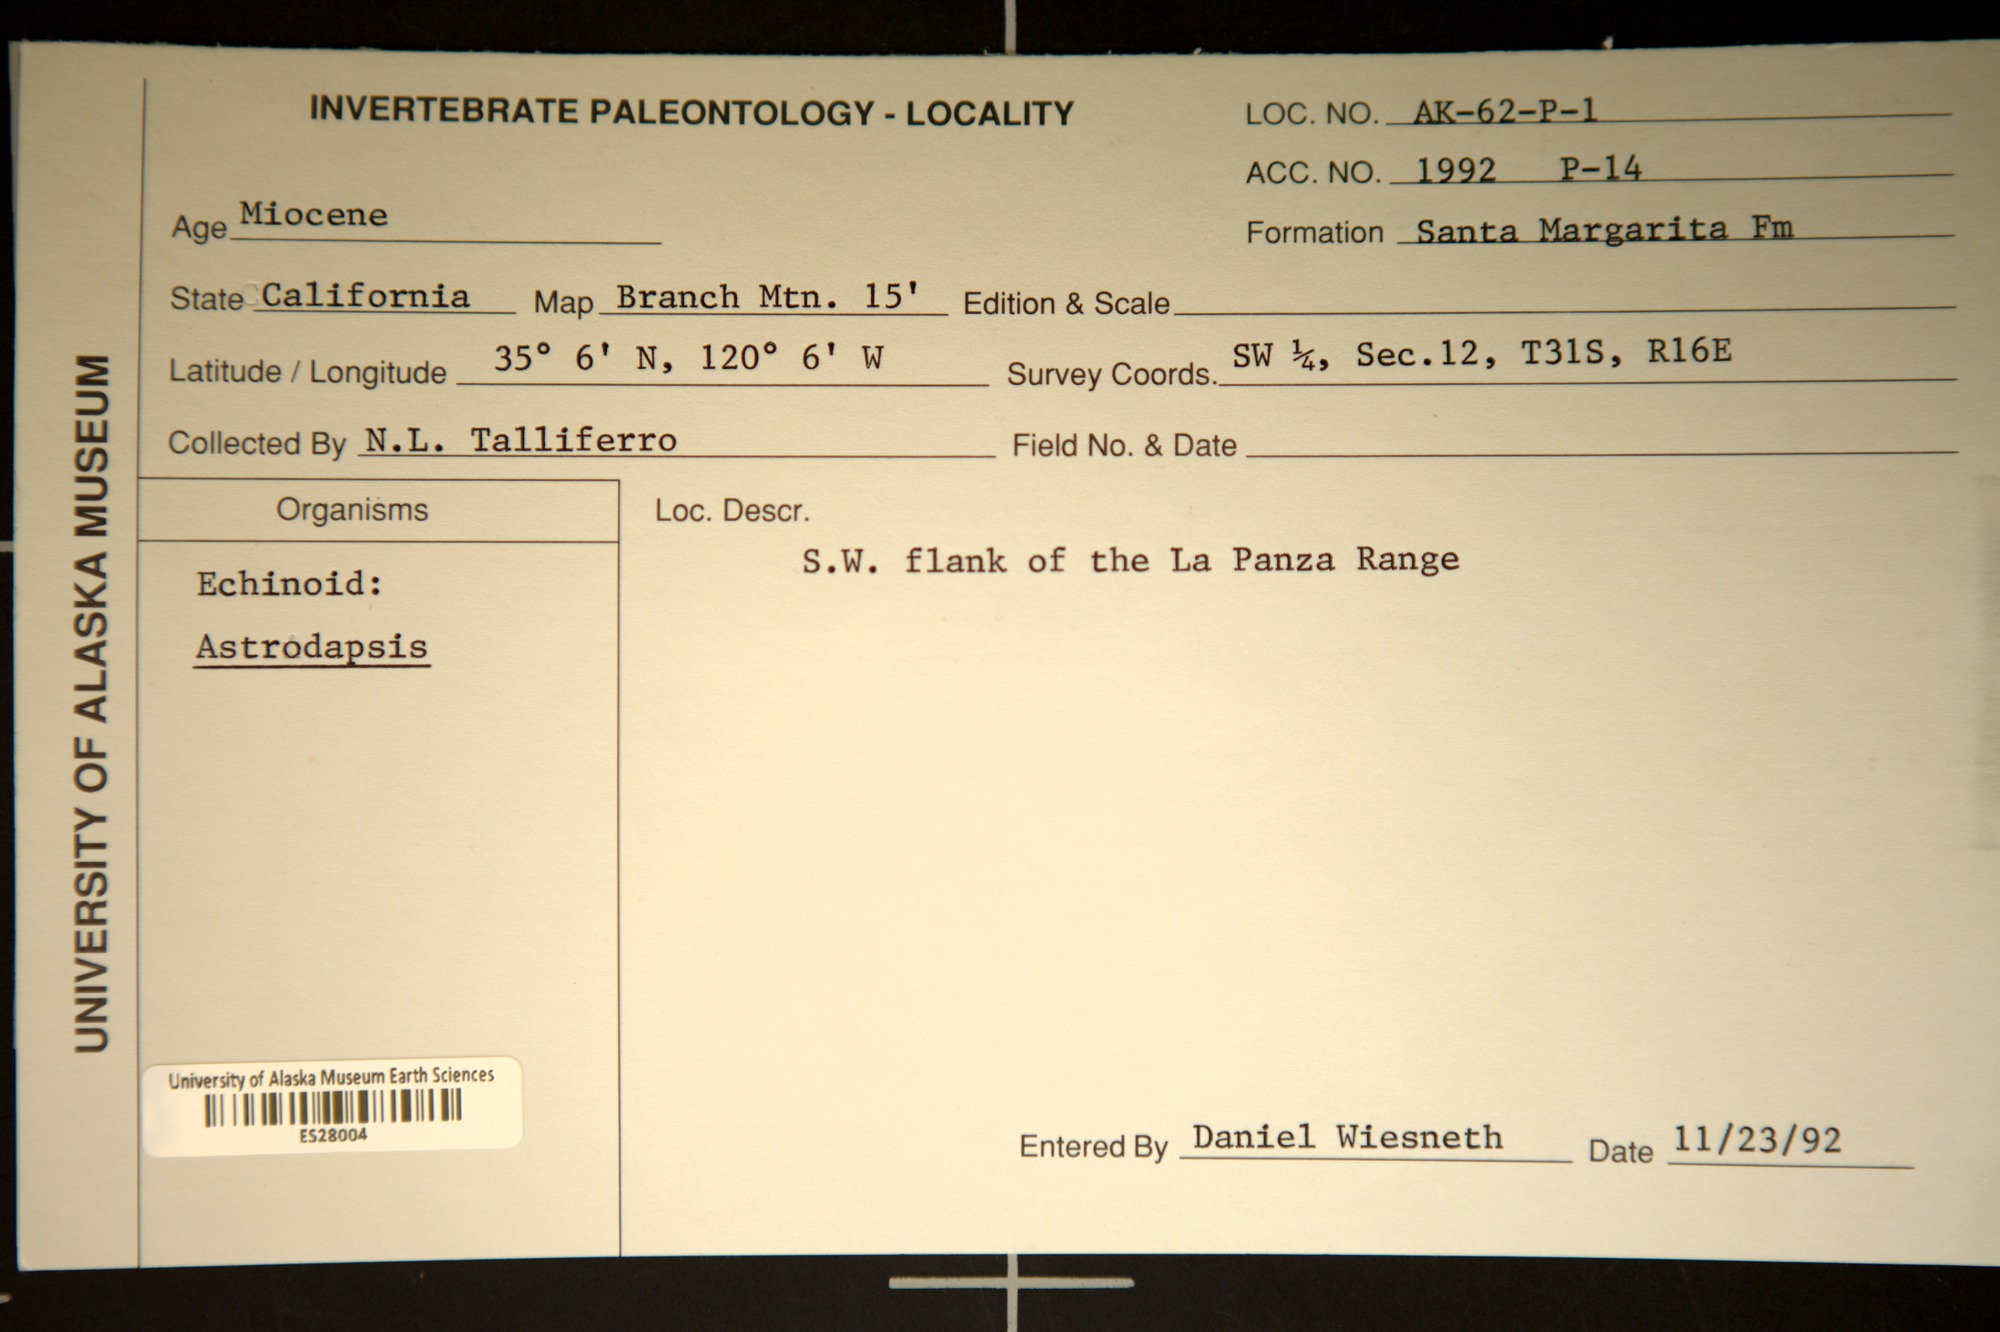 INVERTEBRATE PALEONTOLOGY - LOCALITY
LOC. NO. AK-62-P-1
ACC. NO. 1992 P-14
Age Miocene
Formation Santa Margarita Fm
State California Map Branch Mtn. 15' Edition & Scale
Latitude / Longitude 35° 6' N, 120° 6' W Survey Coords. SW ¼, Sec.12, T31S, R16E
Collected By N.L. Talliferro Field No. & Date
Organisms
Echinoid:
Astrodapsis
Loc. Descr.
S.W. flank of the La Panza Range
UNIVERSITY OF ALASKA MUSEUM
University of Alaska Museum Earth Sciences
ES28004
Entered By Daniel Wiesneth Date 11/23/92